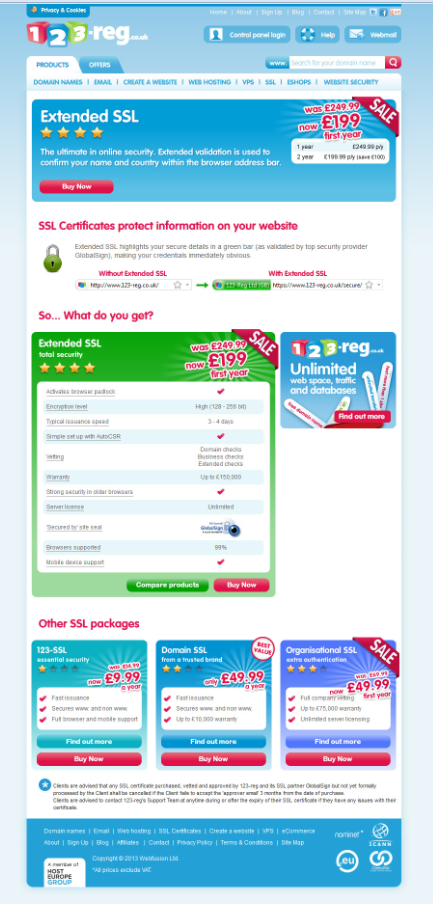 Privacy & Cookies
Home | About | Sign Up | Blog | Contact | Site Map
123-reg.co.uk
Control panel login
Help
Webmail
PRODUCTS
OFFERS
www.
search for your domain name
DOMAIN NAMES | EMAIL | CREATE A WEBSITE | WEB HOSTING | VPS | SSL | ESHOPS | WEBSITE SECURITY
Extended SSL
The ultimate in online security. Extended validation is used to
confirm your name and country within the browser address bar.
Buy Now
was £249.99
now £199
first year
SALE
1 year £249.99 p/y
2 year £199.99 p/y (save £100)
SSL Certificates protect information on your website
Extended SSL highlights your secure details in a green bar (as validated by top security provider
GlobalSign), making your credentials immediately obvious.
Without Extended SSL
With Extended SSL
http://www.123-reg.co.uk/
123-Reg Ltd (GB) https://www.123-reg.co.uk/secure/
So... What do you get?
Extended SSL
total security
was £249.99
now £199
first year
SALE
Activates browser padlock
Encryption level High (128 - 256 bit)
Typical issuance speed 3 - 4 days
Simple set up with AutoCSR
Vetting
Domain checks
Business checks
Extended checks
Warranty Up to £150,000
Strong security in older browsers
Server license Unlimited
'Secured by' site seal
GlobalSign
Browsers supported 99%
Mobile device support
Compare products
Buy Now
123-reg.co.uk
Unlimited
web space, traffic
and databases
free domain name
Find out more
Other SSL packages
123-SSL
essential security
was £14.99
now £9.99
a year
Fast issuance
Secures www. and non www.
Full browser and mobile support
Find out more
Buy Now
Domain SSL
from a trusted brand
BEST
VALUE
only £49.99
a year
Fast issuance
Secures www. and non www.
Up to £10,000 warranty
Find out more
Buy Now
Organisational SSL
extra authentication
SALE
now £49.99
first year
Full company vetting
Up to £75,000 warranty
Unlimited server licensing
Find out more
Buy Now
Clients are advised that any SSL certificate purchased, vetted and approved by 123-reg and its SSL partner GlobalSign but not yet formally
processed by the Client shall be cancelled if the Client fails to accept the 'approver email' 3 months from the date of purchase.
Clients are advised to contact 123-reg's Support Team at anytime during or after the expiry of their SSL certificate if they have any issues with their
certificate.
Domain names | Email | Web hosting | SSL Certificates | Create a website | VPS | eCommerce
About | Sign Up | Blog | Affiliates | Contact | Privacy Policy | Terms & Conditions | Site Map
nominet
ICANN
.eu
A member of
HOST
EUROPE
GROUP
Copyright © 2013 Webfusion Ltd.
*All prices exclude VAT.